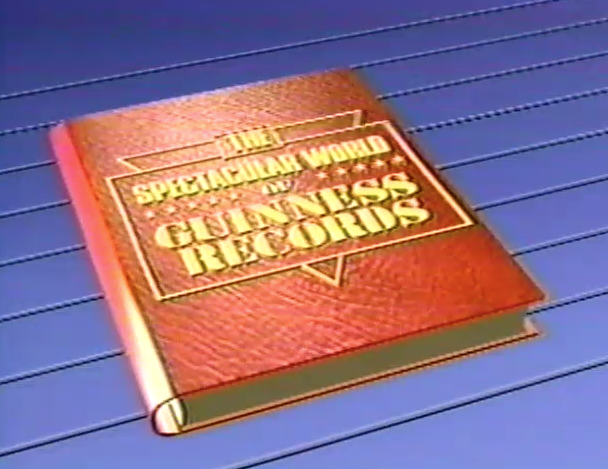 THE
SPECTACULAR WORLD
OF
GUINNESS
RECORDS